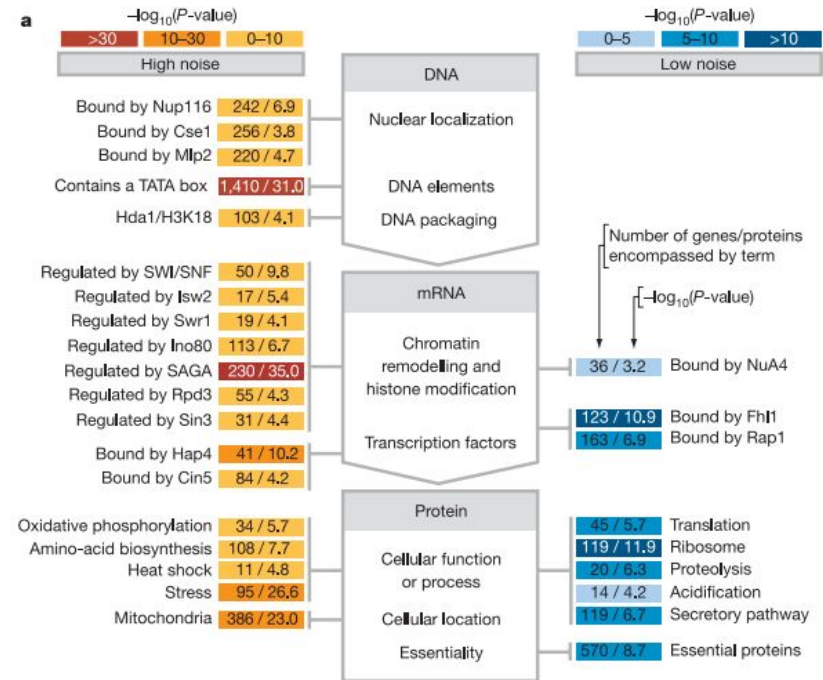 a
–log10(P-value)
>30 10–30 0–10
High noise
–log10(P-value)
0–5 5–10 >10
Low noise
DNA
Bound by Nup116 242 / 6.9
Bound by Cse1 256 / 3.8
Bound by Mlp2 220 / 4.7
Nuclear localization
Contains a TATA box 1,410 / 31.0 DNA elements
Hda1/H3K18 103 / 4.1 DNA packaging
Number of genes/proteins
encompassed by term
–log10(P-value)
mRNA
Regulated by SWI/SNF 50 / 9.8
Regulated by Isw2 17 / 5.4
Regulated by Swr1 19 / 4.1
Regulated by Ino80 113 / 6.7
Regulated by SAGA 230 / 35.0
Regulated by Rpd3 55 / 4.3
Regulated by Sin3 31 / 4.4
Chromatin
remodelling and
histone modification
36 / 3.2 Bound by NuA4
Bound by Hap4 41 / 10.2
Bound by Cin5 84 / 4.2
Transcription factors
123 / 10.9 Bound by Fhl1
163 / 6.9 Bound by Rap1
Protein
Oxidative phosphorylation 34 / 5.7
Amino-acid biosynthesis 108 / 7.7
Heat shock 11 / 4.8
Stress 95 / 26.6
Cellular function
or process
45 / 5.7 Translation
119 / 11.9 Ribosome
20 / 6.3 Proteolysis
14 / 4.2 Acidification
119 / 6.7 Secretory pathway
Mitochondria 386 / 23.0 Cellular location
Essentiality 570 / 8.7 Essential proteins